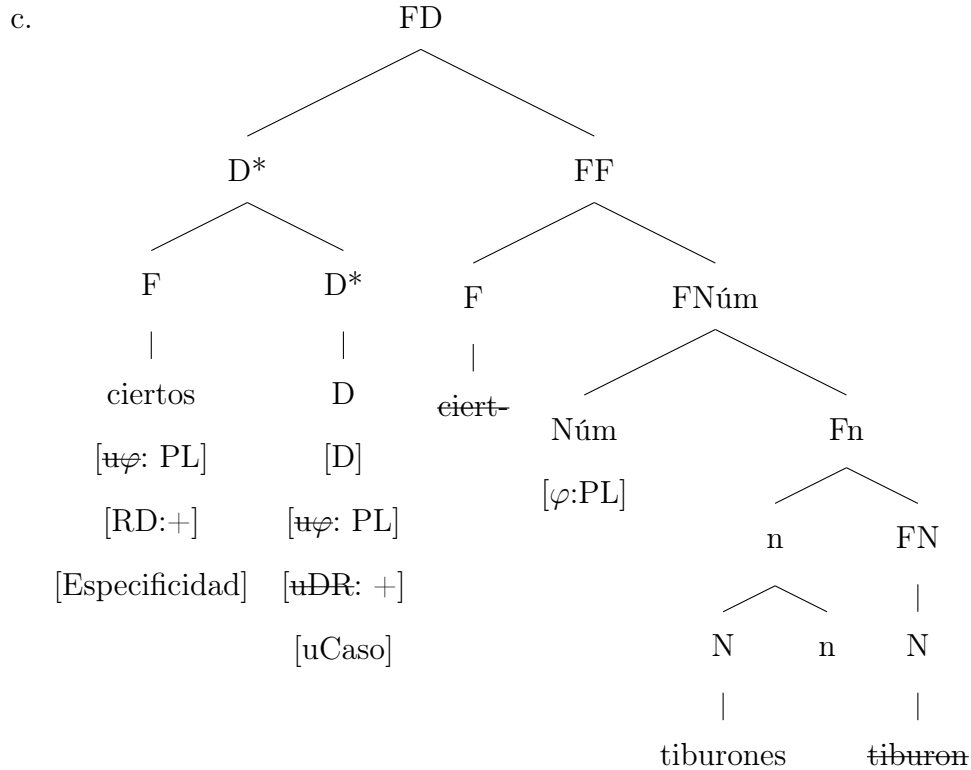 c.
FD
D* FF
F D* F FNúm
ciertos D ciert- Núm Fn
[uφ: PL] [D] [φ:PL]
[RD:+] [uφ: PL] n FN
[Especificidad] [uDR: +]
[uCaso] N n N
tiburones tiburon